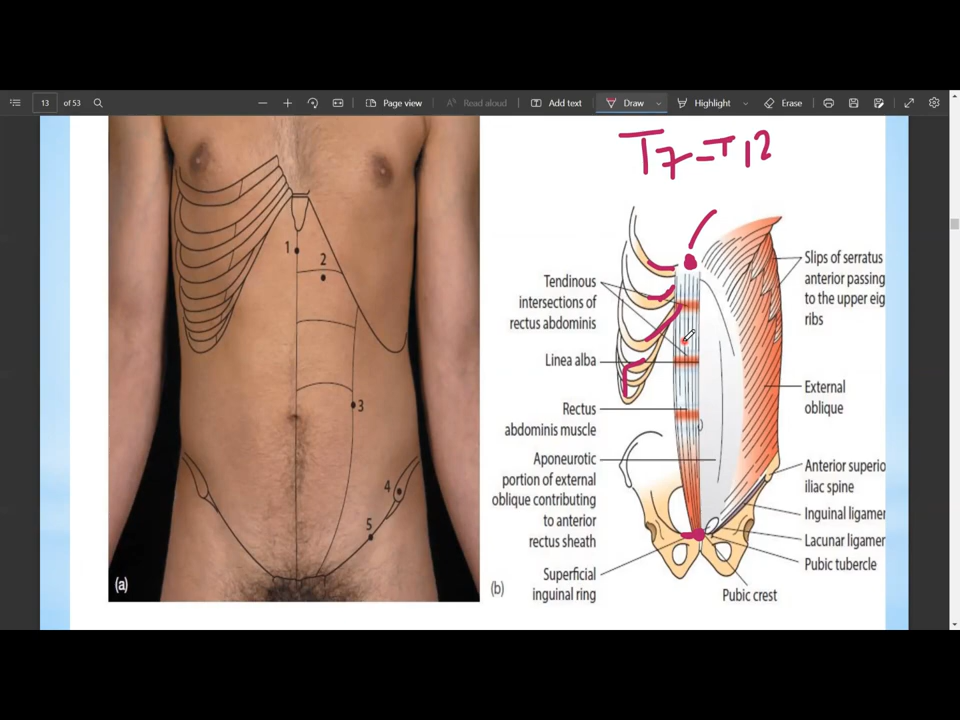 13 of 53 Page view Read aloud Add text Draw Highlight Erase
T7-T12
1
2
3
4
5
(a)
Tendinous
intersections of
rectus abdominis
Linea alba
Rectus
abdominis muscle
Aponeurotic
portion of external
oblique contributing
to anterior
rectus sheath
Superficial
inguinal ring
(b)
Slips of serratus
anterior passing
to the upper eig
ribs
External
oblique
Anterior superio
iliac spine
Inguinal ligamer
Lacunar ligamer
Pubic tubercle
Pubic crest